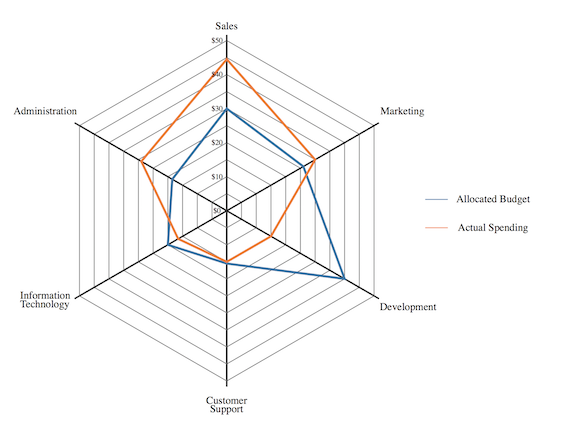 Sales
$50
$40
$30
$20
$10
$0
Administration
Marketing
Allocated Budget
Actual Spending
Information
Technology
Development
Customer
Support